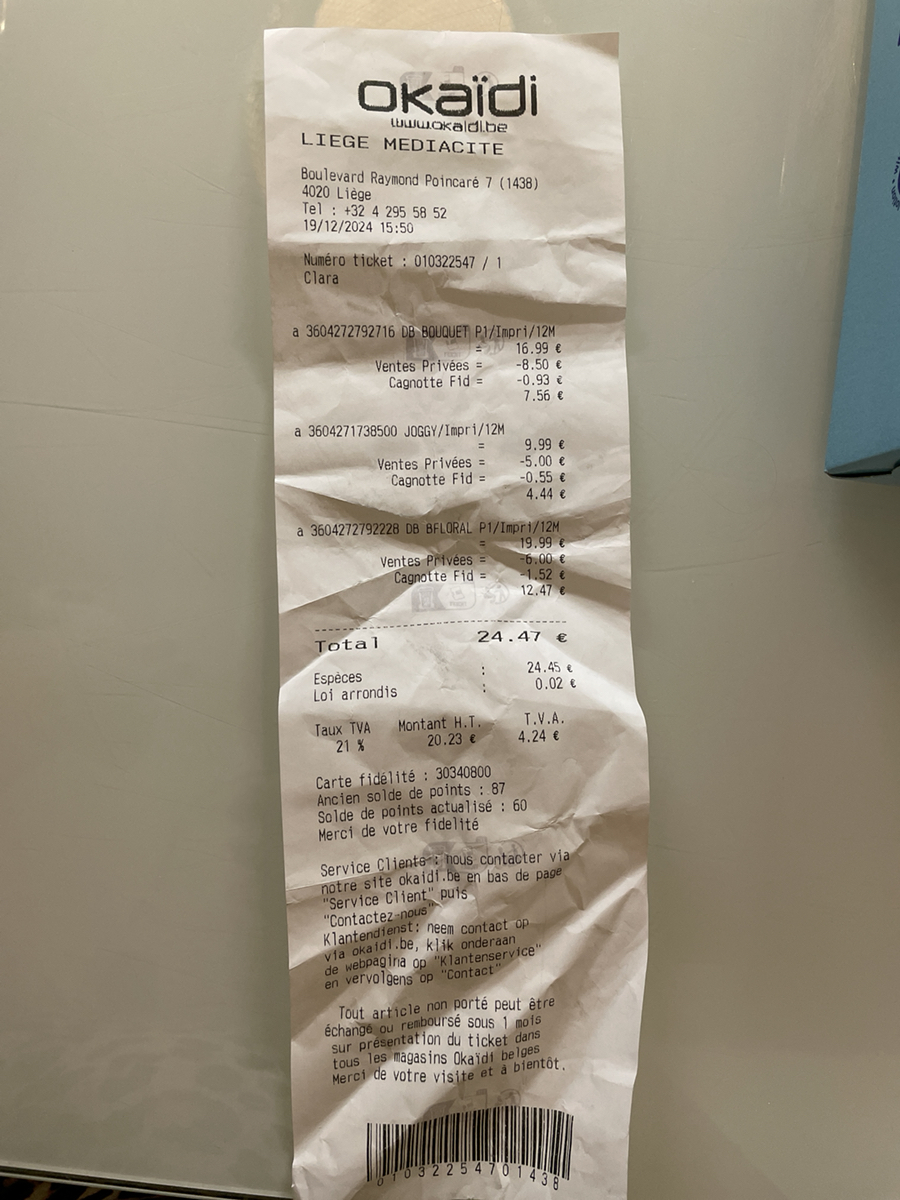 okaïdi
www.okaidi.be
LIEGE MEDIACITE
Boulevard Raymond Poincaré 7 (1438)
4020 Liège
Tel : +32 4 295 58 52
19/12/2024 15:50
Numéro ticket : 010322547 / 1
Clara
a 3604272792716 DB BOUQUET P1/Impri/12M
= 16.99 €
Ventes Privées = -8.50 €
Cagnotte Fid = -0.93 €
7.56 €
a 3604271738500 JOGGY/Impri/12M
= 9.99 €
Ventes Privées = -5.00 €
Cagnotte Fid = -0.55 €
4.44 €
a 3604272792228 DB BFLORAL P1/Impri/12M
= 19.99 €
Ventes Privées = -6.00 €
Cagnotte Fid = -1.52 €
12.47 €
Total 24.47 €
Espèces : 24.45 €
Loi arrondis : 0.02 €
Taux TVA Montant H.T. T.V.A.
21 % 20.23 € 4.24 €
Carte fidélité : 30340800
Ancien solde de points : 87
Solde de points actualisé : 60
Merci de votre fidelité
Service Clients : nous contacter via
notre site okaidi.be en bas de page
"Service Client" puis
"Contactez-nous"
Klantendienst: neem contact op
via okaidi.be, klik onderaan
de webpagina op "Klantenservice"
en vervolgens op "Contact"
Tout article non porté peut être
échangé ou remboursé sous 1 mois
sur présentation du ticket dans
tous les magasins Okaïdi belges
Merci de votre visite et à bientôt.
01032254701438